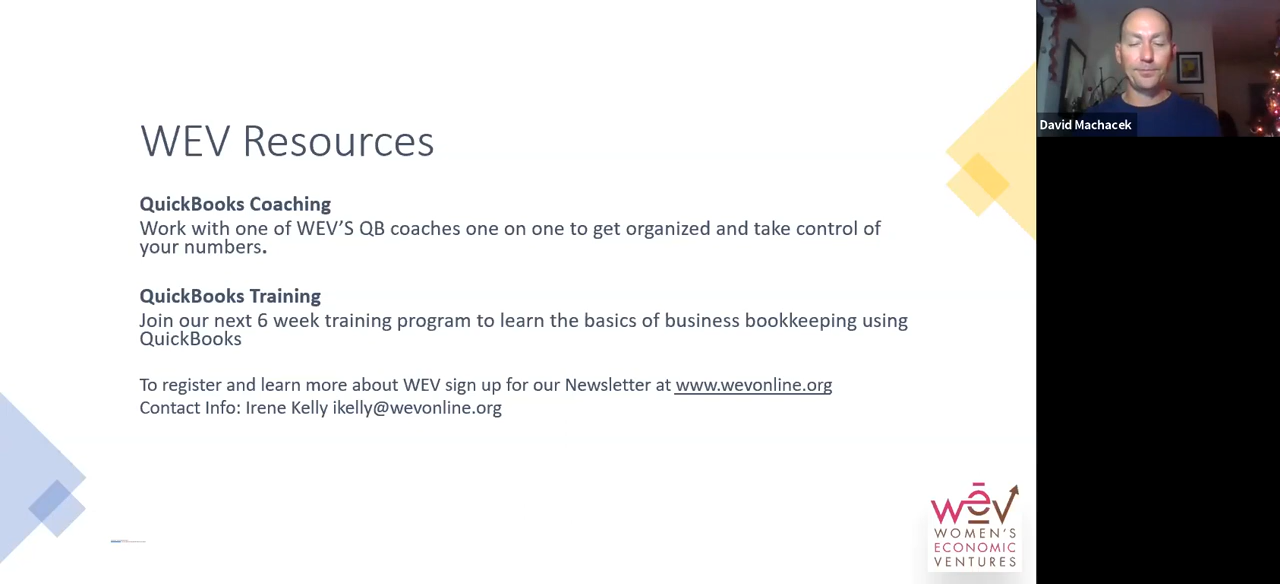 WEV Resources
QuickBooks Coaching
Work with one of WEV'S QB coaches one on one to get organized and take control of
your numbers.
QuickBooks Training
Join our next 6 week training program to learn the basics of business bookkeeping using
QuickBooks
To register and learn more about WEV sign up for our Newsletter at www.wevonline.org
Contact Info: Irene Kelly ikelly@wevonline.org
David Machacek
wev
WOMEN'S
ECONOMIC
VENTURES